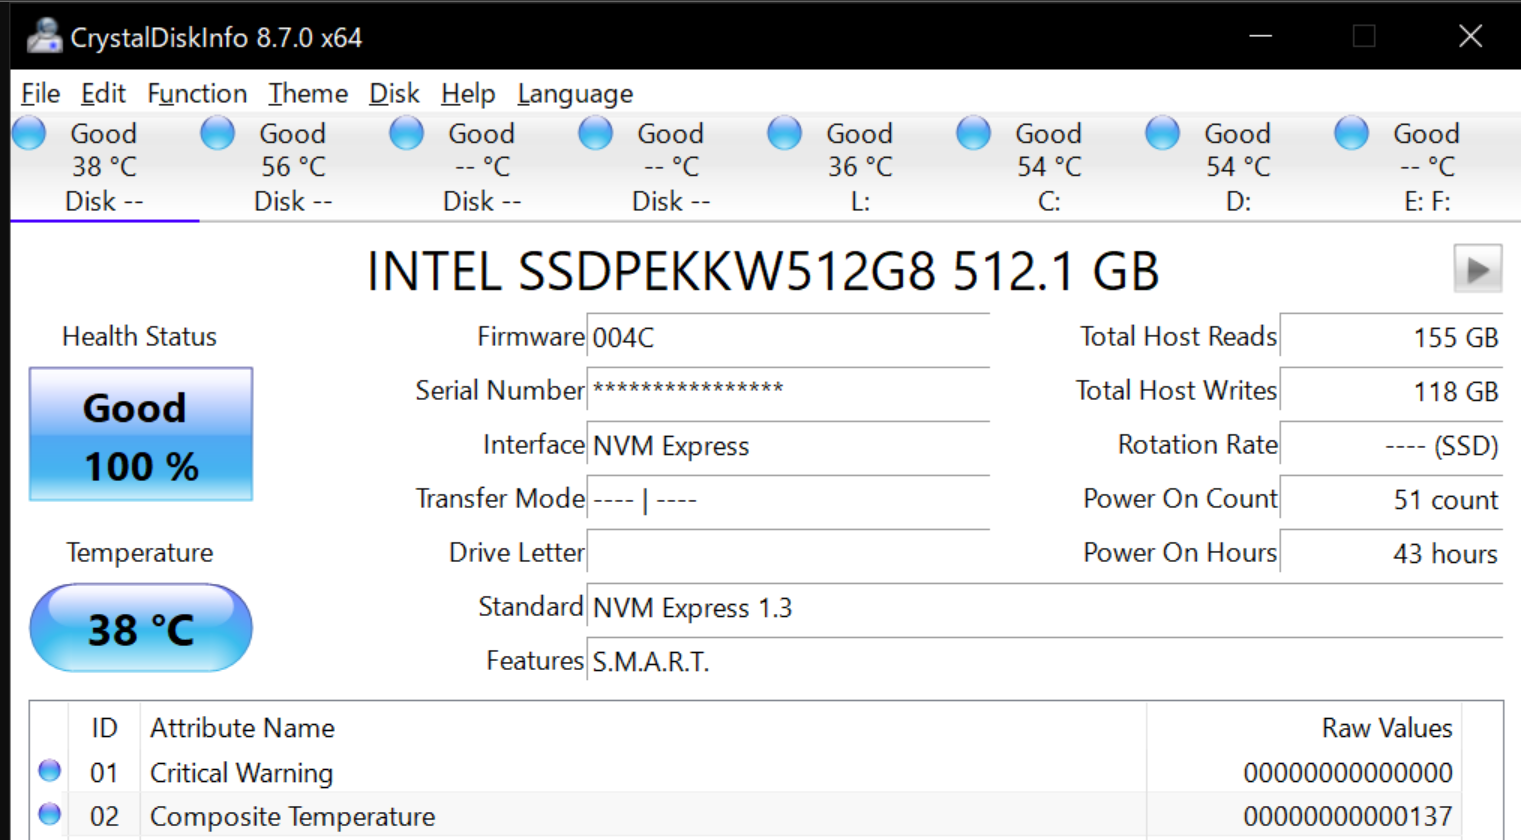 CrystalDiskInfo 8.7.0 x64
File Edit Function Theme Disk Help Language
Good Good Good Good Good Good Good Good
38 °C 56 °C -- °C -- °C 36 °C 54 °C 54 °C -- °C
Disk -- Disk -- Disk -- Disk -- L: C: D: E: F:
INTEL SSDPEKKW512G8 512.1 GB
Health Status
Good
100 %
Temperature
38 °C
Firmware 004C
Serial Number ****************
Interface NVM Express
Transfer Mode ---- | ----
Drive Letter
Standard NVM Express 1.3
Features S.M.A.R.T.
Total Host Reads 155 GB
Total Host Writes 118 GB
Rotation Rate ---- (SSD)
Power On Count 51 count
Power On Hours 43 hours
ID Attribute Name Raw Values
01 Critical Warning 00000000000000
02 Composite Temperature 00000000000137